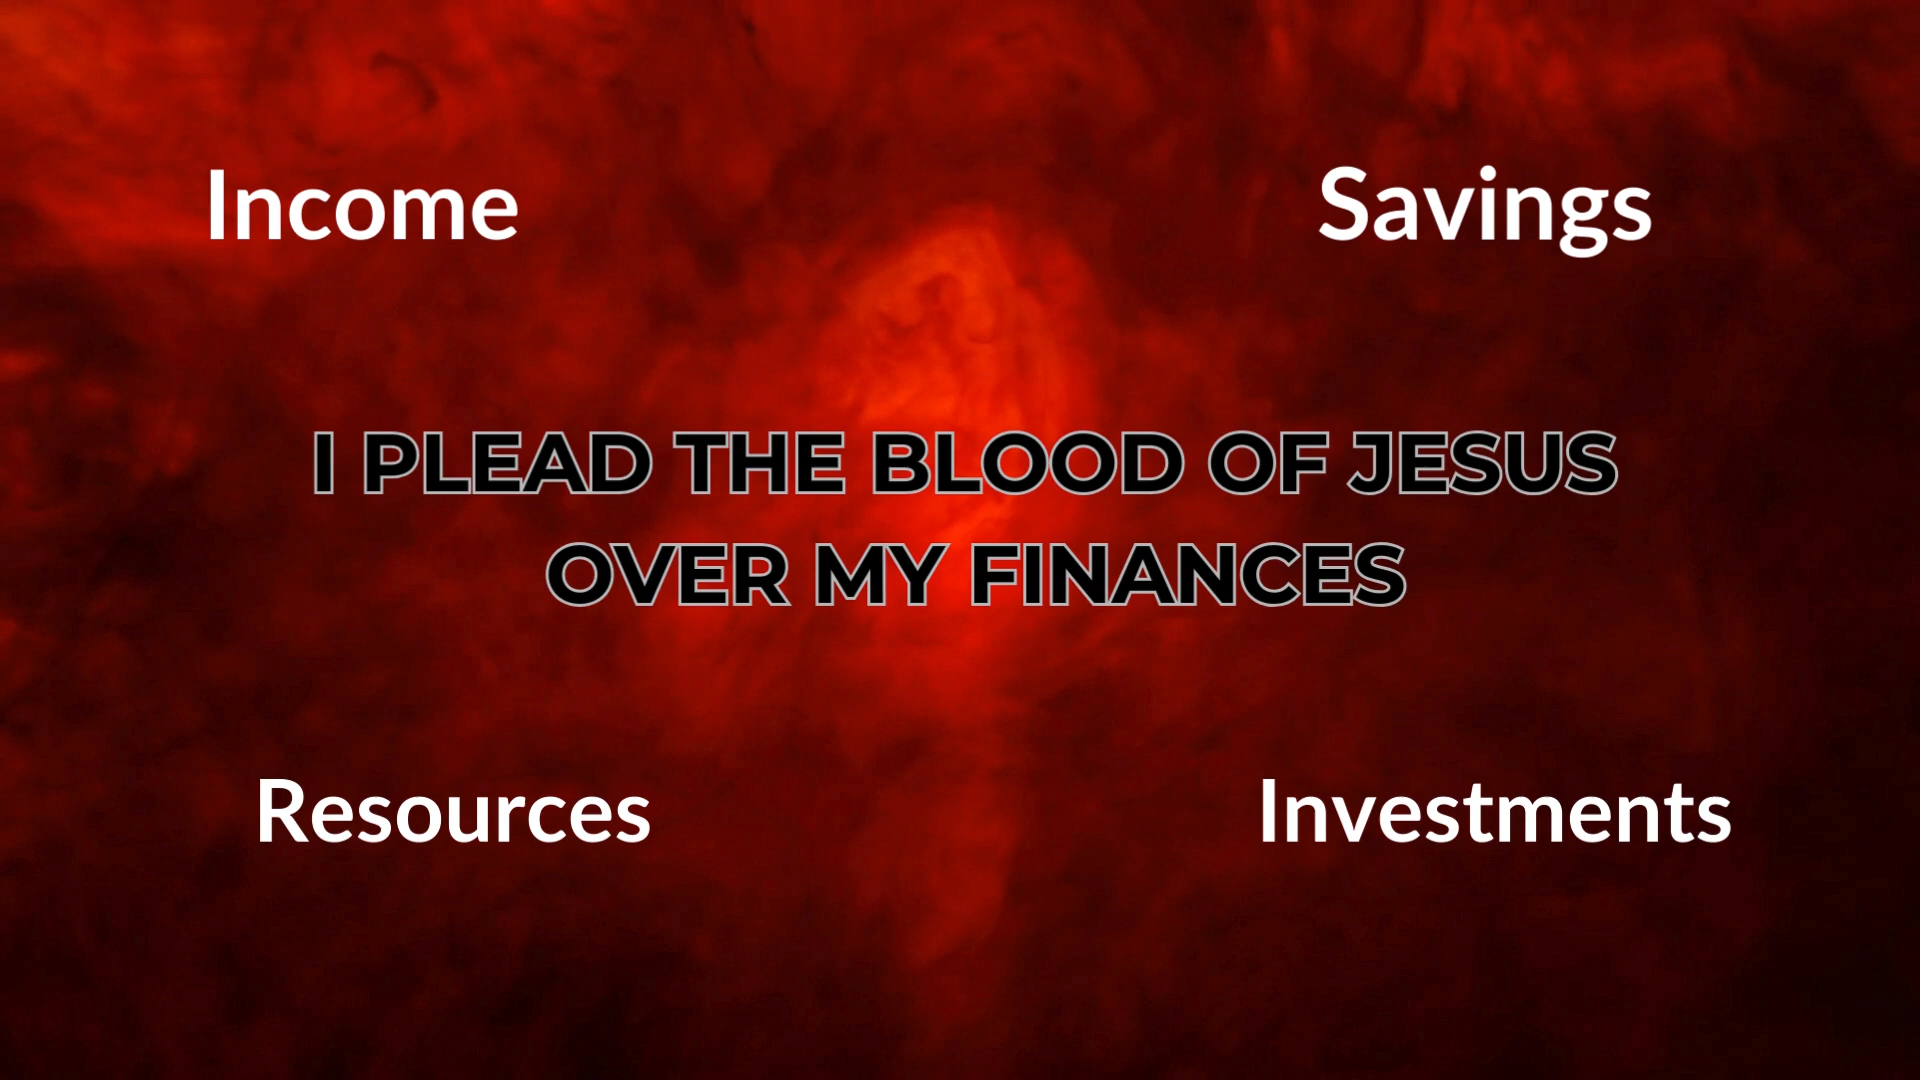 Income
Savings
I PLEAD THE BLOOD OF JESUS
OVER MY FINANCES
Resources
Investments